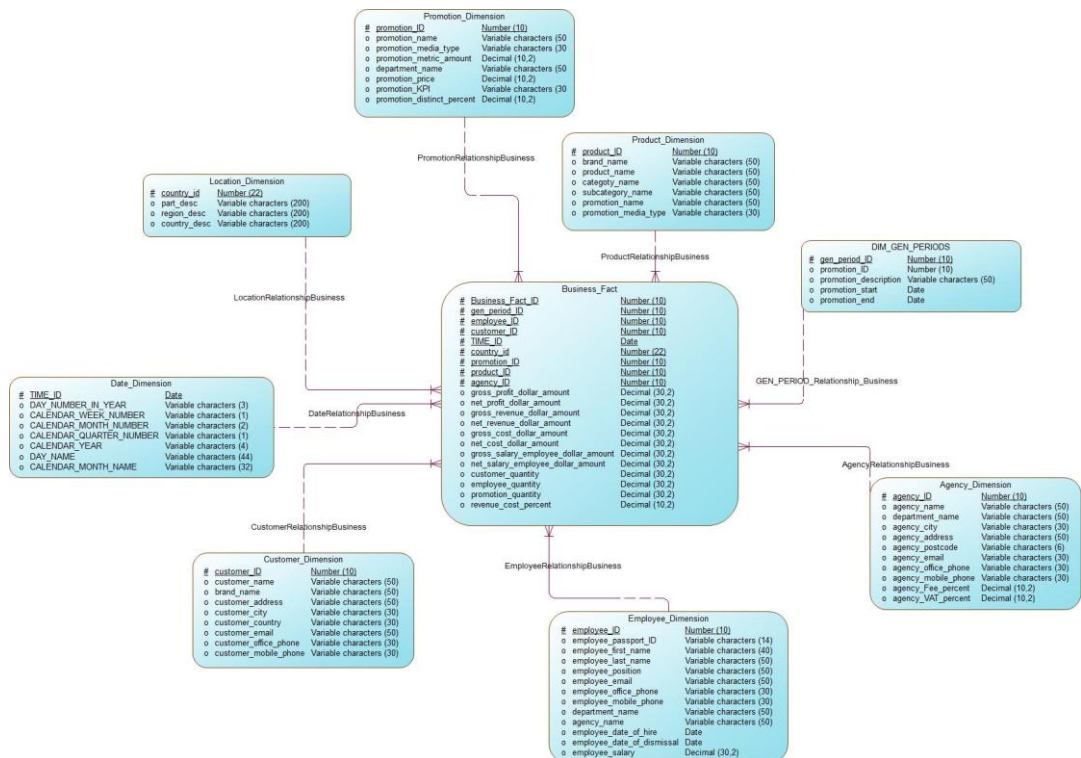 Promotion_Dimension
# promotion_ID Number (10)
o promotion_name Variable characters (50
o promotion_media_type Variable characters (30
o promotion_metric_amount Decimal (10,2)
o department_name Variable characters (50
o promotion_price Decimal (10,2)
o promotion_KPI Variable characters (30
o promotion_distinct_percent Decimal (10,2)
PromotionRelationshipBusiness
Product_Dimension
# product_ID Number (10)
o brand_name Variable characters (50)
o product_name Variable characters (50)
o categoty_name Variable characters (50)
o subcategory_name Variable characters (50)
o promotion_name Variable characters (50)
o promotion_media_type Variable characters (30)
ProductRelationshipBusiness
Location_Dimension
# country_id Number (22)
o part_desc Variable characters (200)
o region_desc Variable characters (200)
o country_desc Variable characters (200)
LocationRelationshipBusiness
DIM_GEN_PERIODS
# gen_period_ID Number (10)
o promotion_ID Number (10)
o promotion_description Variable characters (50)
o promotion_start Date
o promotion_end Date
GEN_PERIOD_Relationship_Business
Business_Fact
# Business_Fact_ID Number (10)
# gen_period_ID Number (10)
# employee_ID Number (10)
# customer_ID Number (10)
# TIME_ID Date
# country_id Number (22)
# promotion_ID Number (10)
# product_ID Number (10)
# agency_ID Number (10)
o gross_profit_dollar_amount Decimal (30,2)
o net_profit_dollar_amount Decimal (30,2)
o gross_revenue_dollar_amount Decimal (30,2)
o net_revenue_dollar_amount Decimal (30,2)
o gross_cost_dollar_amount Decimal (30,2)
o net_cost_dollar_amount Decimal (30,2)
o gross_salary_employee_dollar_amount Decimal (30,2)
o net_salary_employee_dollar_amount Decimal (30,2)
o customer_quantity Decimal (30,2)
o employee_quantity Decimal (30,2)
o promotion_quantity Decimal (30,2)
o revenue_cost_percent Decimal (10,2)
Date_Dimension
# TIME_ID Date
o DAY_NUMBER_IN_YEAR Variable characters (3)
o CALENDAR_WEEK_NUMBER Variable characters (1)
o CALENDAR_MONTH_NUMBER Variable characters (2)
o CALENDAR_QUARTER_NUMBER Variable characters (1)
o CALENDAR_YEAR Variable characters (4)
o DAY_NAME Variable characters (44)
o CALENDAR_MONTH_NAME Variable characters (32)
DateRelationshipBusiness
AgencyRelationshipBusiness
Agency_Dimension
# agency_ID Number (10)
o agency_name Variable characters (50)
o department_name Variable characters (50)
o agency_city Variable characters (30)
o agency_address Variable characters (50)
o agency_postcode Variable characters (6)
o agency_email Variable characters (30)
o agency_office_phone Variable characters (30)
o agency_mobile_phone Variable characters (30)
o agency_Fee_percent Decimal (10,2)
o agency_VAT_percent Decimal (10,2)
CustomerRelationshipBusiness
Customer_Dimension
# customer_ID Number (10)
o customer_name Variable characters (50)
o brand_name Variable characters (50)
o customer_address Variable characters (50)
o customer_city Variable characters (30)
o customer_country Variable characters (30)
o customer_email Variable characters (50)
o customer_office_phone Variable characters (30)
o customer_mobile_phone Variable characters (30)
EmployeeRelationshipBusiness
Employee_Dimension
# employee_ID Number (10)
o employee_passport_ID Variable characters (14)
o employee_first_name Variable characters (40)
o employee_last_name Variable characters (50)
o employee_position Variable characters (50)
o employee_email Variable characters (50)
o employee_office_phone Variable characters (30)
o employee_mobile_phone Variable characters (30)
o department_name Variable characters (50)
o agency_name Variable characters (50)
o employee_date_of_hire Date
o employee_date_of_dismissal Date
o employee_salary Decimal (30,2)